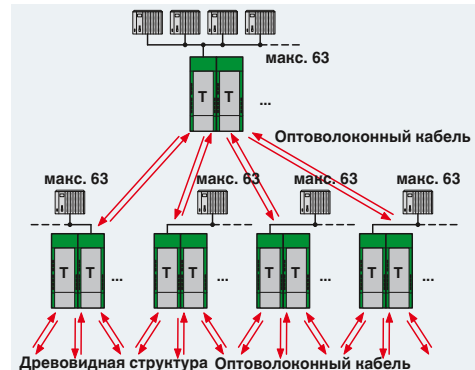 макс. 63
Т Т ...
Оптоволоконный кабель
макс. 63 макс. 63 макс. 63 макс. 63
Т Т ... Т Т ... Т Т ... Т Т ...
Древовидная структура Оптоволоконный кабель